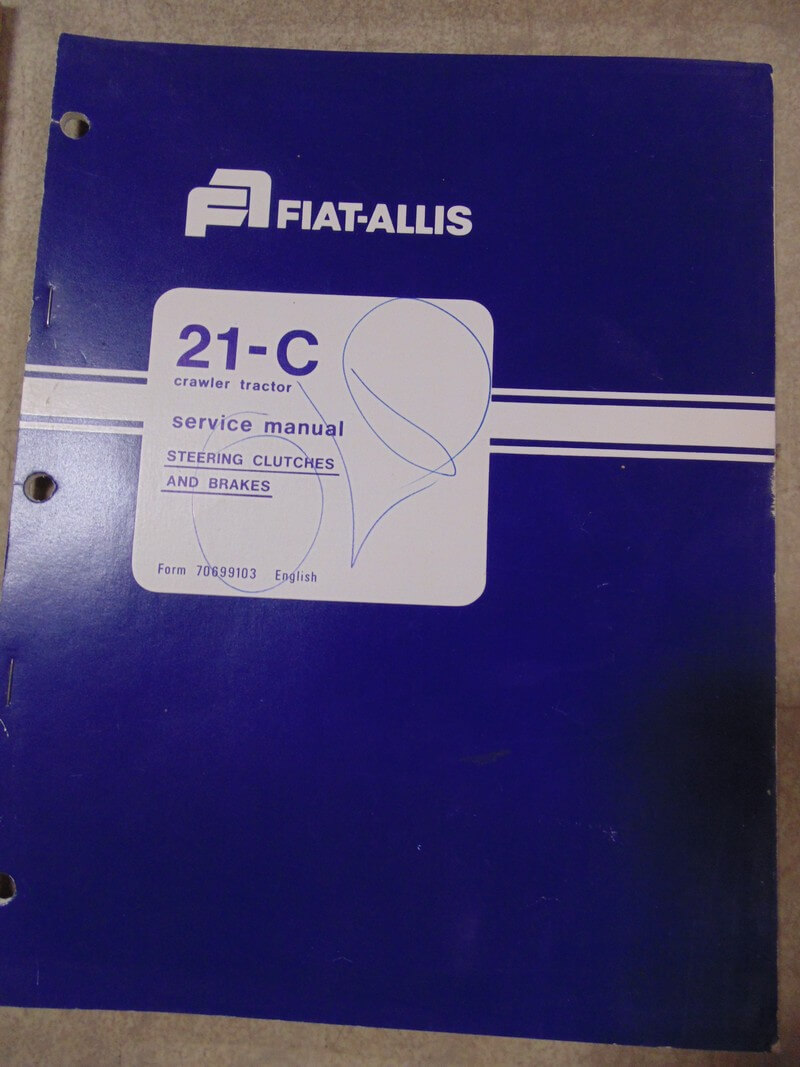 FIAT-ALLIS
21-C
crawler tractor
service manual
STEERING CLUTCHES
AND BRAKES
Form 70699103 English